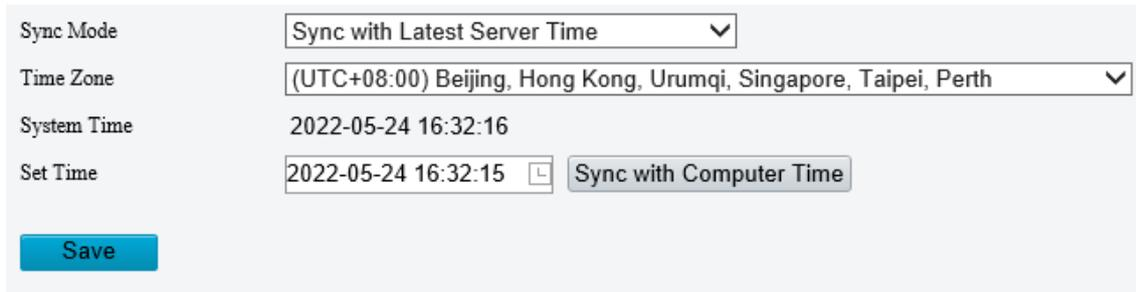 Sync Mode Sync with Latest Server Time
Time Zone (UTC+08:00) Beijing, Hong Kong, Urumqi, Singapore, Taipei, Perth
System Time 2022-05-24 16:32:16
Set Time 2022-05-24 16:32:15 Sync with Computer Time
Save